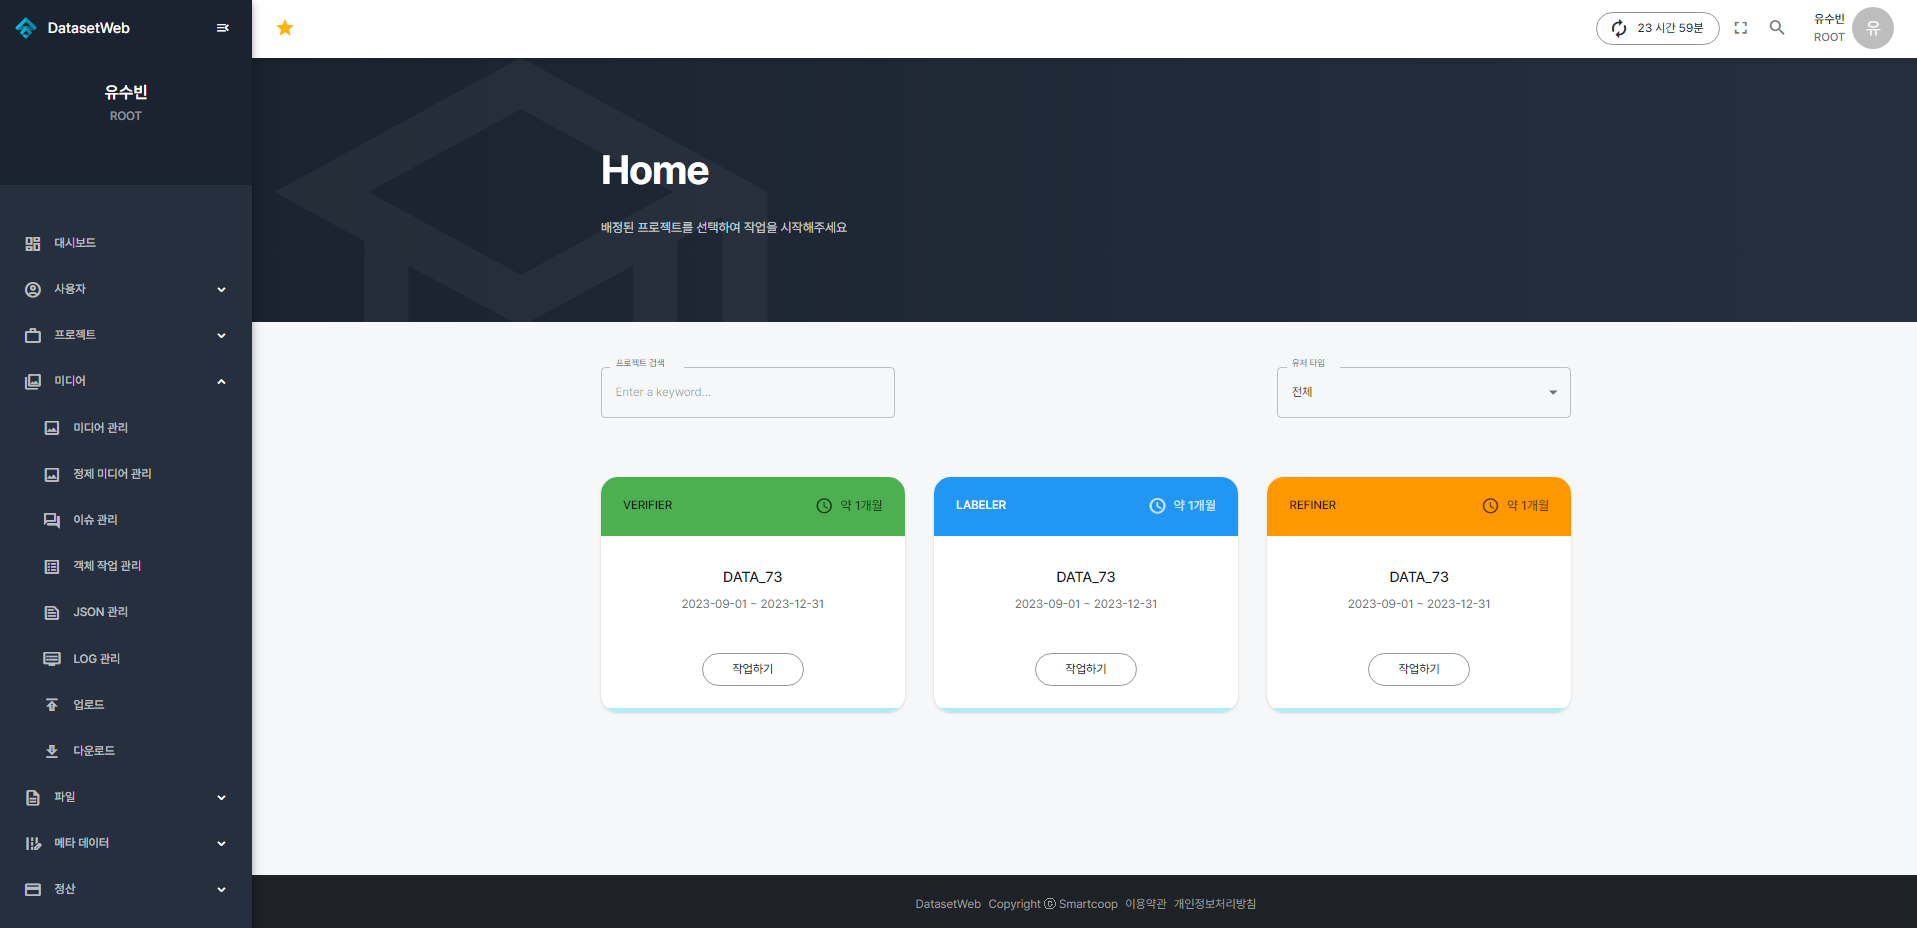 DatasetWeb
유수빈
ROOT
대시보드
사용자
프로젝트
미디어
미디어 관리
정제 미디어 관리
이슈 관리
객체 작업 관리
JSON 관리
LOG 관리
업로드
다운로드
파일
메타 데이터
정산
23 시간 59분
유수빈
ROOT
유
Home
배정된 프로젝트를 선택하여 작업을 시작해주세요
프로젝트 검색
Enter a keyword...
유저 타입
전체
VERIFIER 약 1개월
DATA_73
2023-09-01 ~ 2023-12-31
작업하기
LABELER 약 1개월
DATA_73
2023-09-01 ~ 2023-12-31
작업하기
REFINER 약 1개월
DATA_73
2023-09-01 ~ 2023-12-31
작업하기
DatasetWeb Copyright ⓒ Smartcoop 이용약관 개인정보처리방침